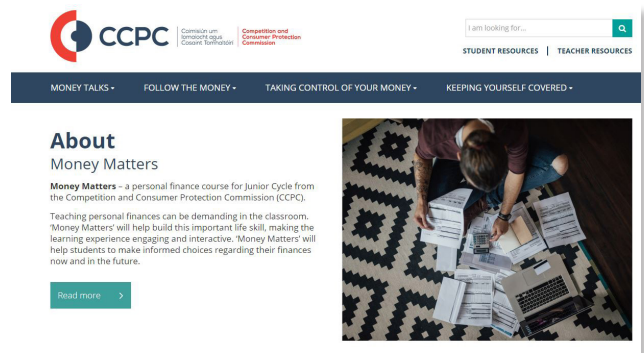 CCPC
Coimisiún um
Iomaíocht agus
Cosaint Tomhaltóirí
Competition and
Consumer Protection
Commission
I am looking for...
STUDENT RESOURCES | TEACHER RESOURCES
MONEY TALKS FOLLOW THE MONEY TAKING CONTROL OF YOUR MONEY KEEPING YOURSELF COVERED
About
Money Matters
Money Matters – a personal finance course for Junior Cycle from
the Competition and Consumer Protection Commission (CCPC).
Teaching personal finances can be demanding in the classroom.
'Money Matters' will help build this important life skill, making the
learning experience engaging and interactive. 'Money Matters' will
help students to make informed choices regarding their finances
now and in the future.
Read more >